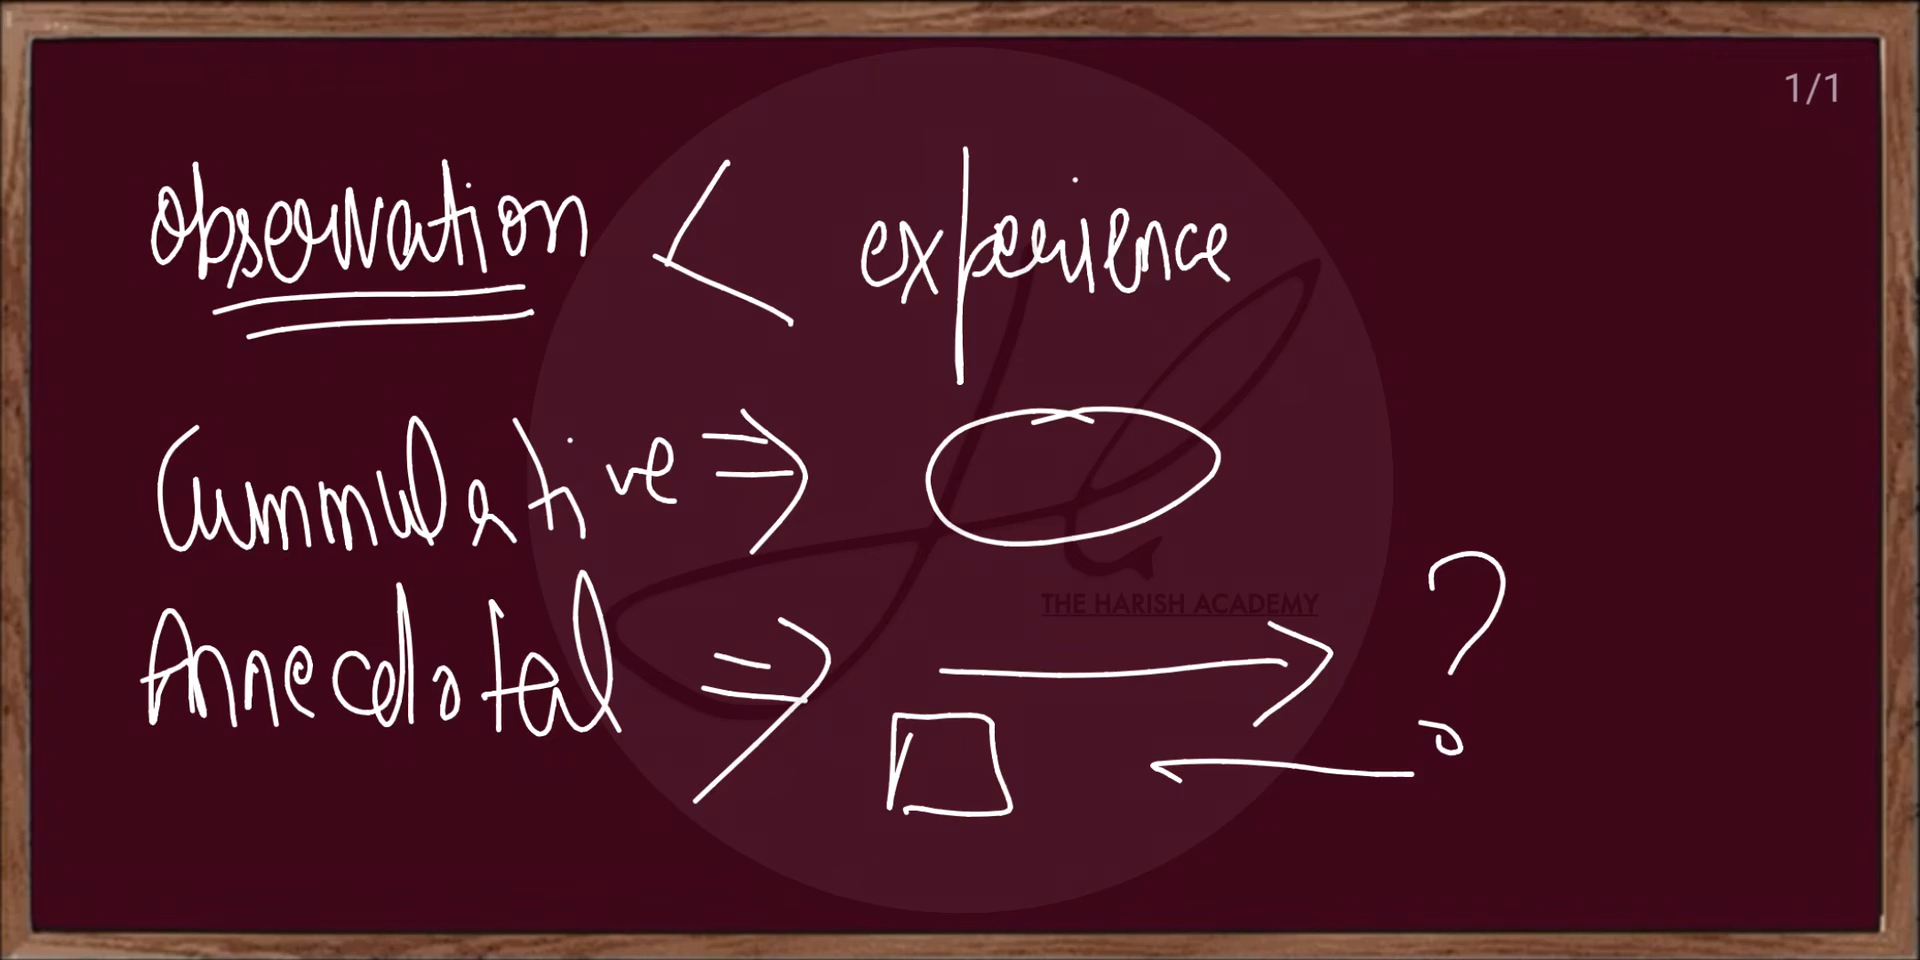 1/1
observation < experience
Cummulative ⇒
Annecdotal ⇒ → ?
←
THE HARISH ACADEMY